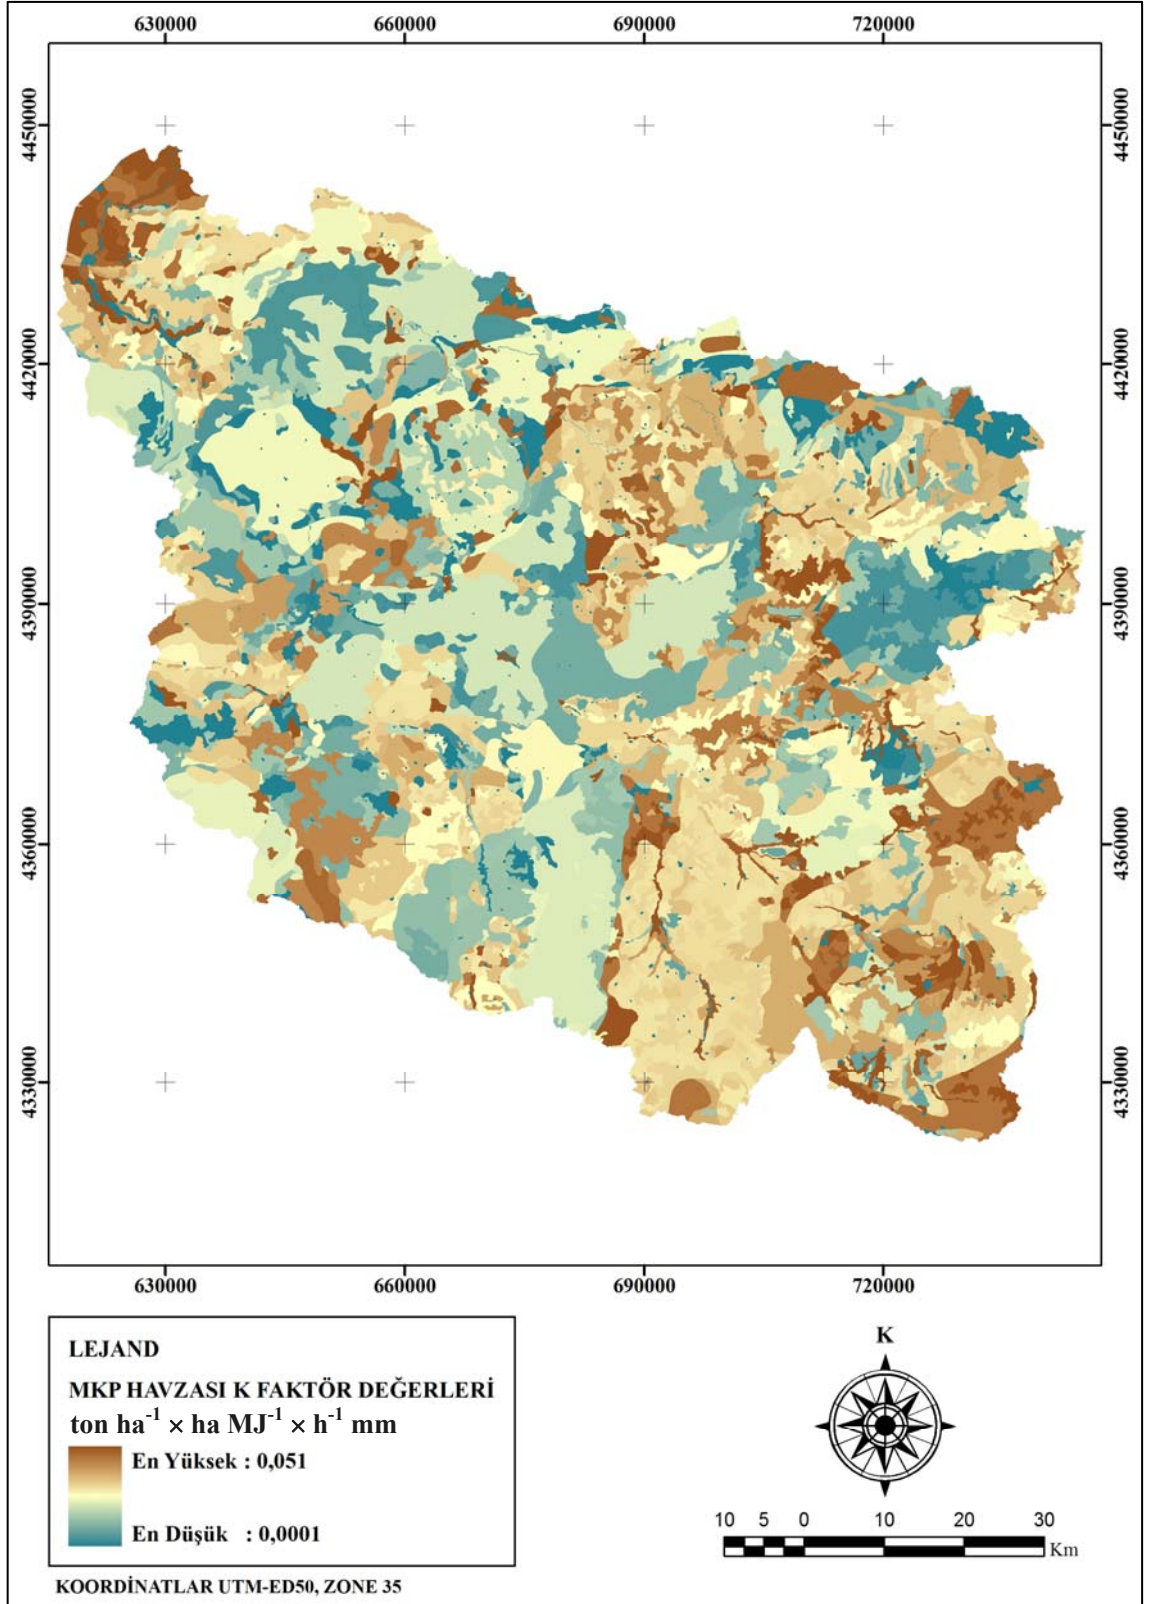 630000 660000 690000 720000
4450000 4450000
4420000 4420000
4390000 4390000
4360000 4360000
4330000 4330000
630000 660000 690000 720000
LEJAND
MKP HAVZASI K FAKTÖR DEĞERLERİ
ton ha⁻¹ × ha MJ⁻¹ × h⁻¹ mm
En Yüksek : 0,051
En Düşük : 0,0001
K
10 5 0 10 20 30
Km
KOORDİNATLAR UTM-ED50, ZONE 35